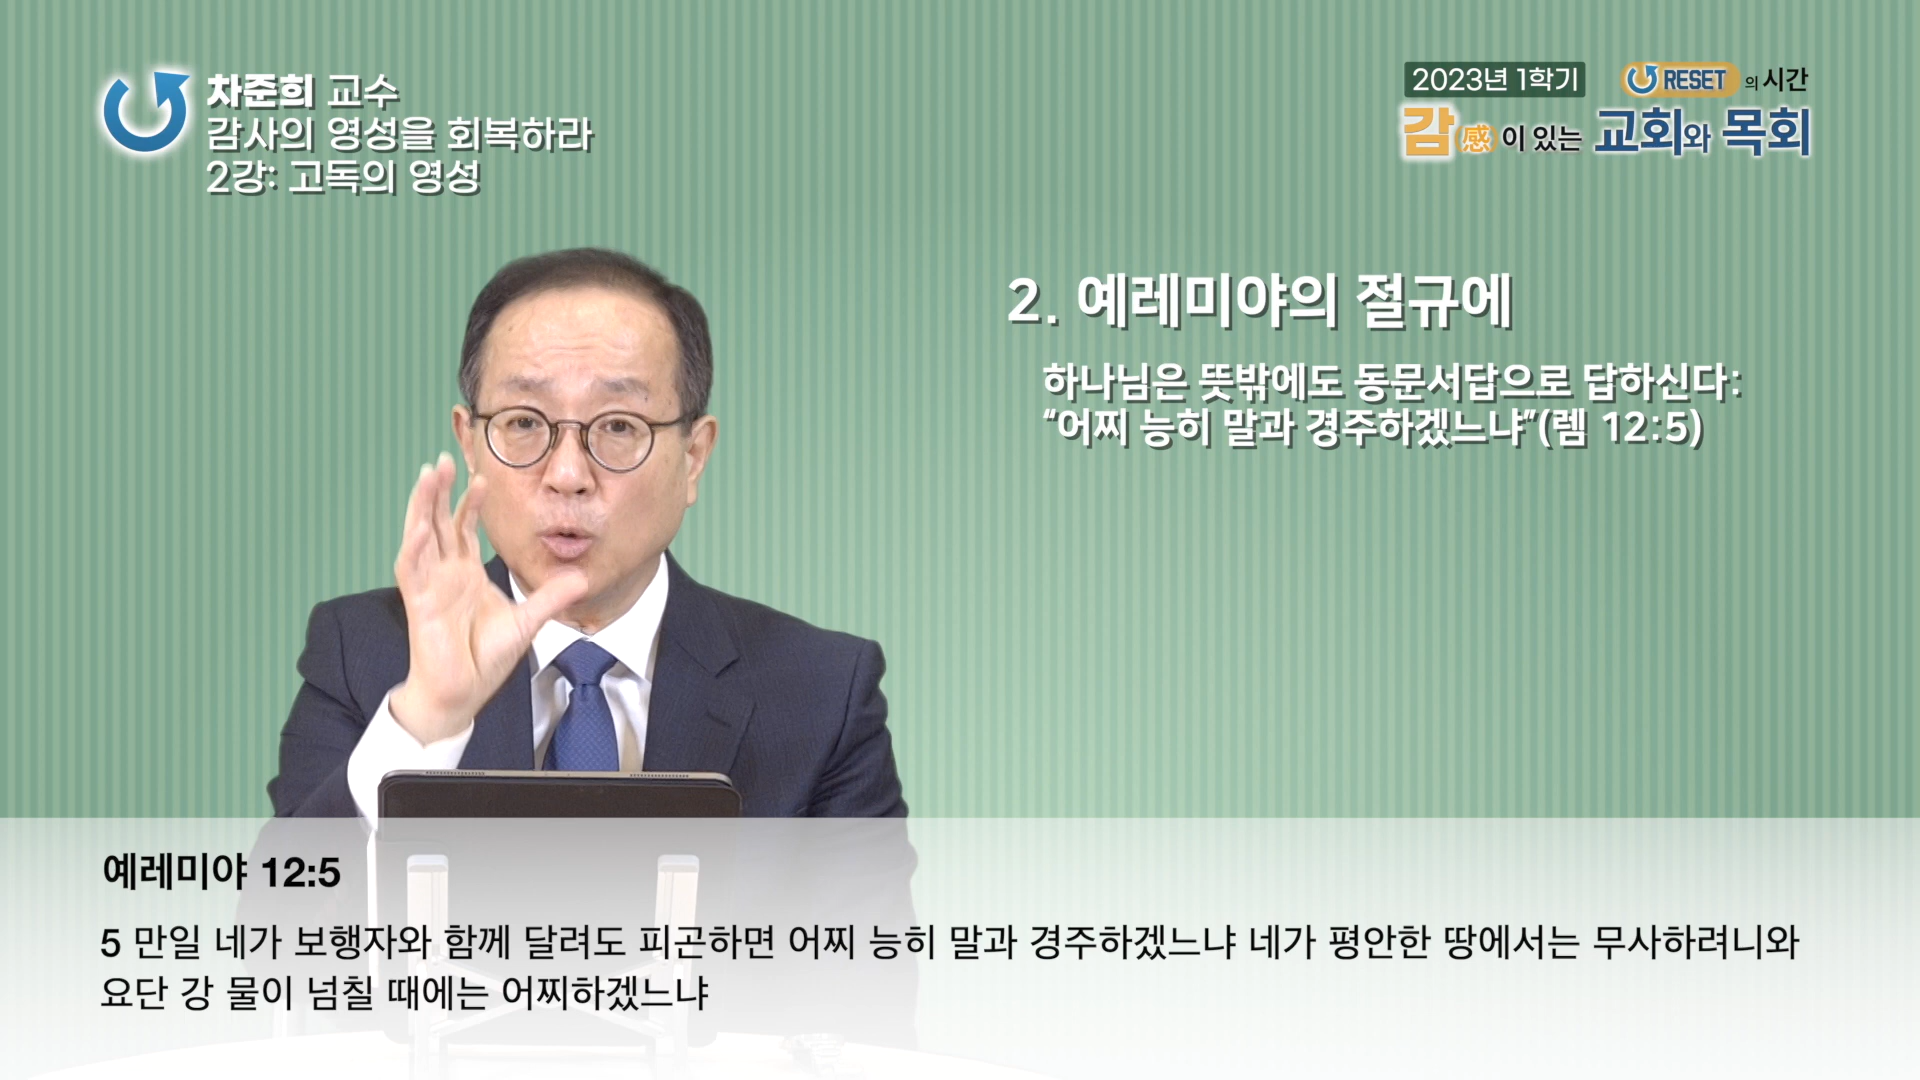 차준희 교수
감사의 영성을 회복하라
2강: 고독의 영성
2023년 1학기 RESET의 시간
감感이 있는 교회와 목회
2. 예레미야의 절규에
하나님은 뜻밖에도 동문서답으로 답하신다:
“어찌 능히 말과 경주하겠느냐”(렘 12:5)
예레미야 12:5
5 만일 네가 보행자와 함께 달려도 피곤하면 어찌 능히 말과 경주하겠느냐 네가 평안한 땅에서는 무사하려니와
요단 강 물이 넘칠 때에는 어찌하겠느냐